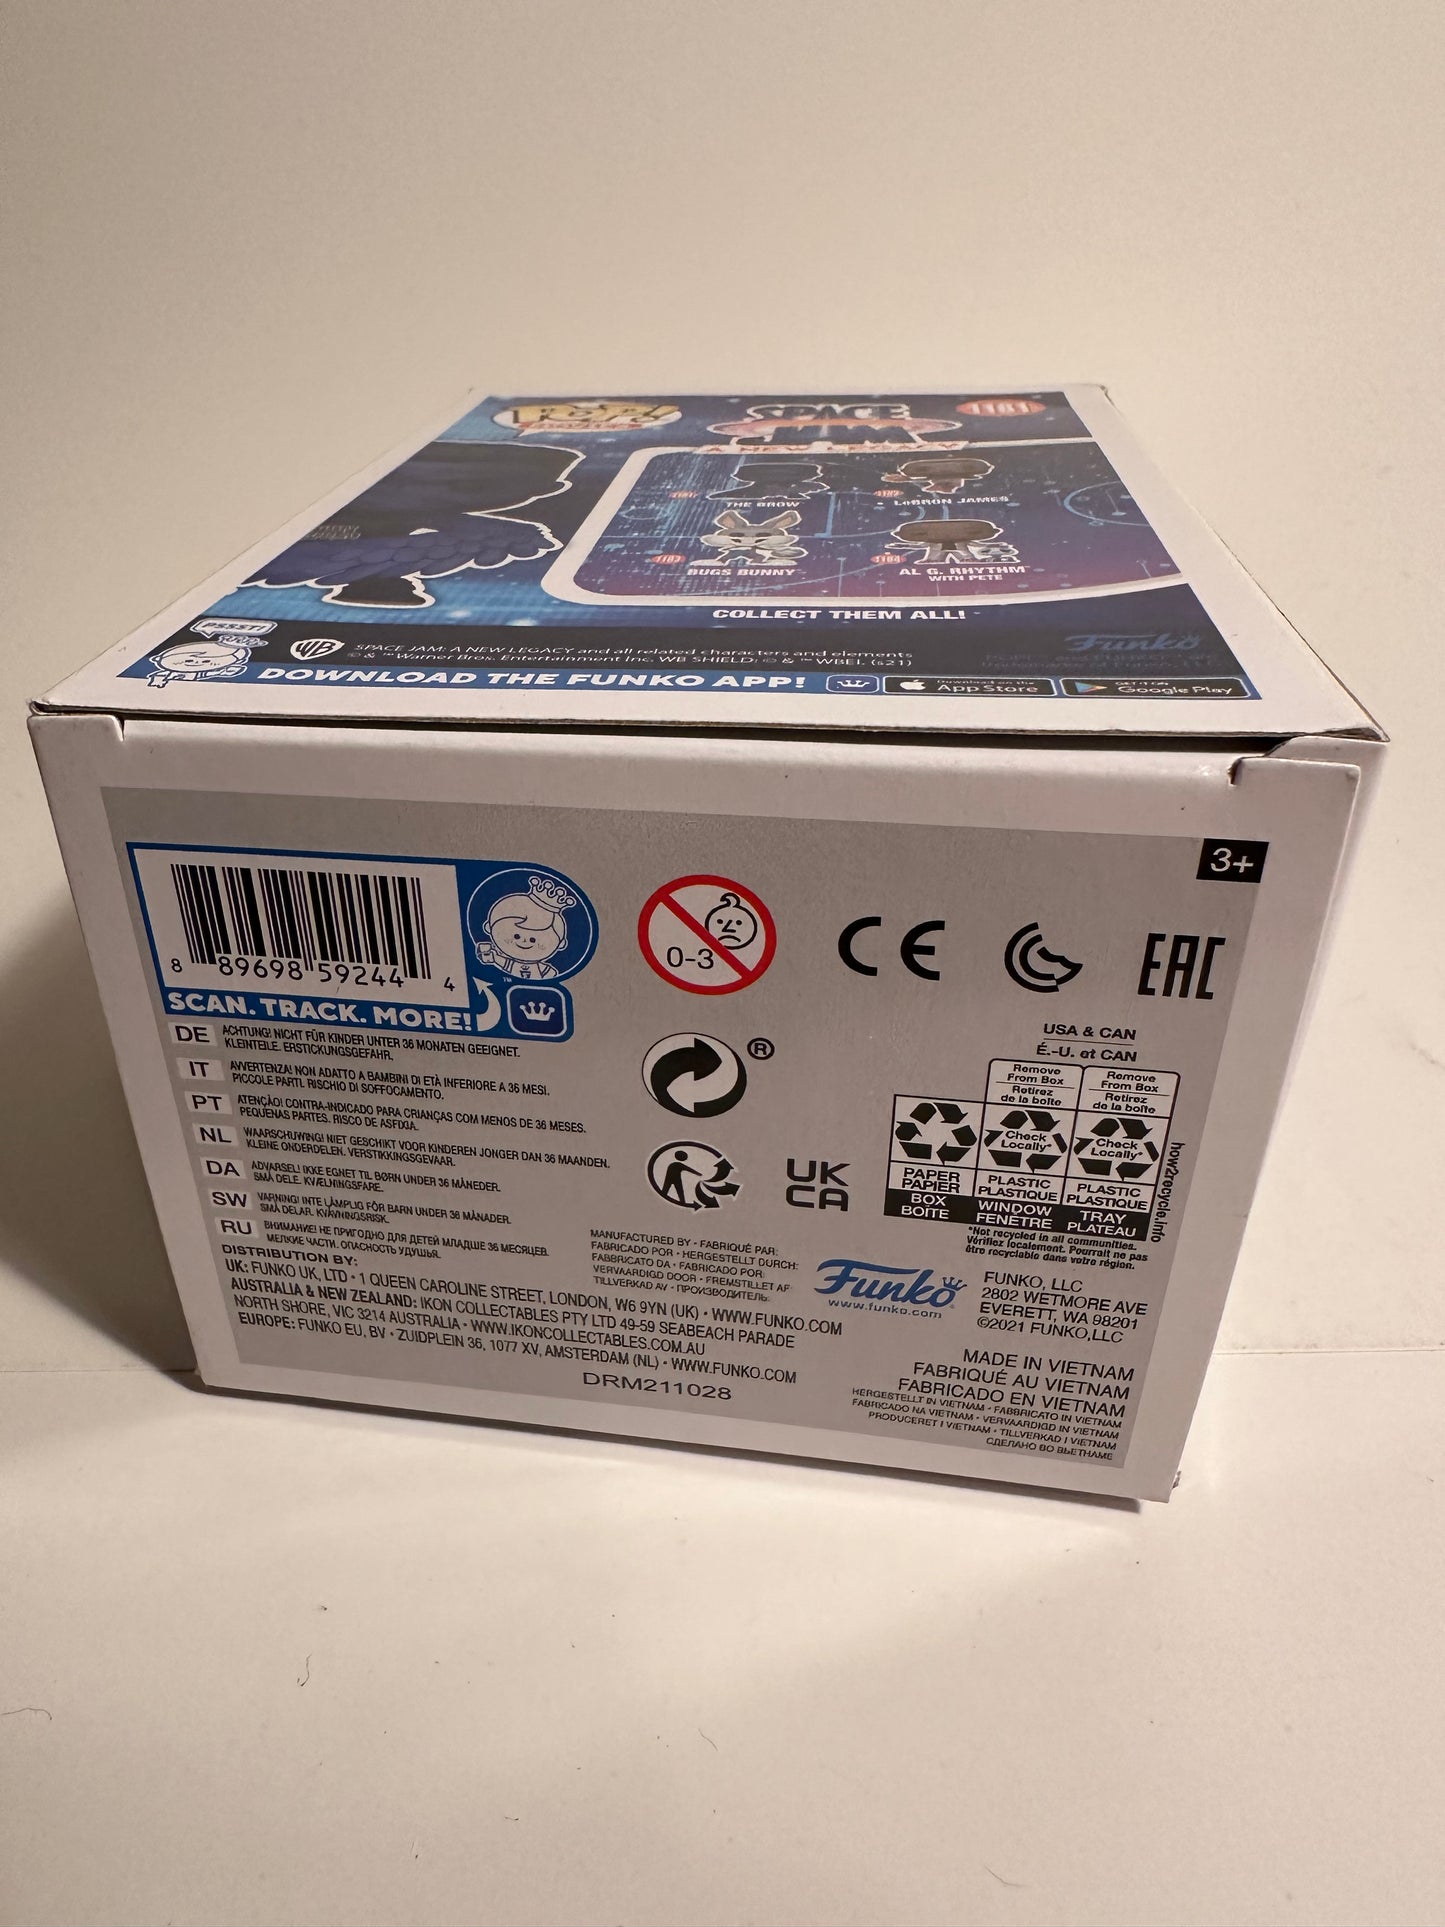 POP!
SPACE JAM
A NEW LEGACY
1181
1181
THE BROW
1182
LeBRON JAMES
1183
BUGS BUNNY™
1184
AL G. RHYTHM™
WITH PETE
COLLECT THEM ALL!
PSSST!
WB
SPACE JAM: A NEW LEGACY and all related characters and elements
© & ™ Warner Bros. Entertainment Inc. WB SHIELD: © & ™ WBEI. (s21)
Funko
DOWNLOAD THE FUNKO APP!
Download on the
App Store
GET IT ON
Google Play
3+
8 89698 59244 4
SCAN. TRACK. MORE!
0-3
CE
EAC
®
UK
CA
DE ACHTUNG! NICHT FÜR KINDER UNTER 36 MONATEN GEEIGNET.
KLEINTEILE. ERSTICKUNGSGEFAHR.
IT AVVERTENZA! NON ADATTO A BAMBINI DI ETÀ INFERIORE A 36 MESI.
PICCOLE PARTI. RISCHIO DI SOFFOCAMENTO.
PT ATENÇÃO! CONTRA-INDICADO PARA CRIANÇAS COM MENOS DE 36 MESES.
PEQUENAS PARTES. RISCO DE ASFIXIA.
NL WAARSCHUWING! NIET GESCHIKT VOOR KINDEREN JONGER DAN 36 MAANDEN.
KLEINE ONDERDELEN. VERSTIKKINGSGEVAAR.
DA ADVARSEL! IKKE EGNET TIL BØRN UNDER 36 MÅNEDER.
SMÅ DELE. KVÆLNINGSFARE.
SW VARNING! INTE LÄMPLIG FÖR BARN UNDER 36 MÅNADER.
SMÅ DELAR. KVÄVNINGSRISK.
RU ВНИМАНИЕ! НЕ ПРИГОДНО ДЛЯ ДЕТЕЙ МЛАДШЕ 36 МЕСЯЦЕВ.
МЕЛКИЕ ЧАСТИ. ОПАСНОСТЬ УДУШЬЯ.
DISTRIBUTION BY:
UK: FUNKO UK, LTD • 1 QUEEN CAROLINE STREET, LONDON, W6 9YN (UK) • WWW.FUNKO.COM
AUSTRALIA & NEW ZEALAND: IKON COLLECTABLES PTY LTD 49-59 SEABEACH PARADE
NORTH SHORE, VIC 3214 AUSTRALIA • WWW.IKONCOLLECTABLES.COM.AU
EUROPE: FUNKO EU, BV • ZUIDPLEIN 36, 1077 XV, AMSTERDAM (NL) • WWW.FUNKO.COM
DRM211028
USA & CAN
É.-U. et CAN
Remove
From Box
Retirez
de la boîte
Remove
From Box
Retirez
de la boîte
Check
Locally*
Check
Locally*
PAPER
PAPIER
BOX
BOÎTE
PLASTIC
PLASTIQUE
WINDOW
FENÊTRE
PLASTIC
PLASTIQUE
TRAY
PLATEAU
how2recycle.info
*Not recycled in all communities.
Vérifiez localement. Pourrait ne pas
être recyclable dans votre région.
MANUFACTURED BY • FABRIQUÉ PAR:
FABRICADO POR • HERGESTELLT DURCH:
FABBRICATO DA • FABRICADO POR:
VERVAARDIGD DOOR • FREMSTILLET AF
TILLVERKAD AV • ПРОИЗВОДИТЕЛЬ:
Funko
www.funko.com
FUNKO, LLC
2802 WETMORE AVE
EVERETT, WA 98201
©2021 FUNKO,LLC
MADE IN VIETNAM
FABRIQUÉ AU VIETNAM
FABRICADO EN VIETNAM
HERGESTELLT IN VIETNAM • FABBRICATO IN VIETNAM
FABRICADO NA VIETNAM • VERVAARDIGD IN VIETNAM
PRODUCERET I VIETNAM • TILLVERKAD I VIETNAM
СДЕЛАНО ВО ВЬЕТНАМЕ